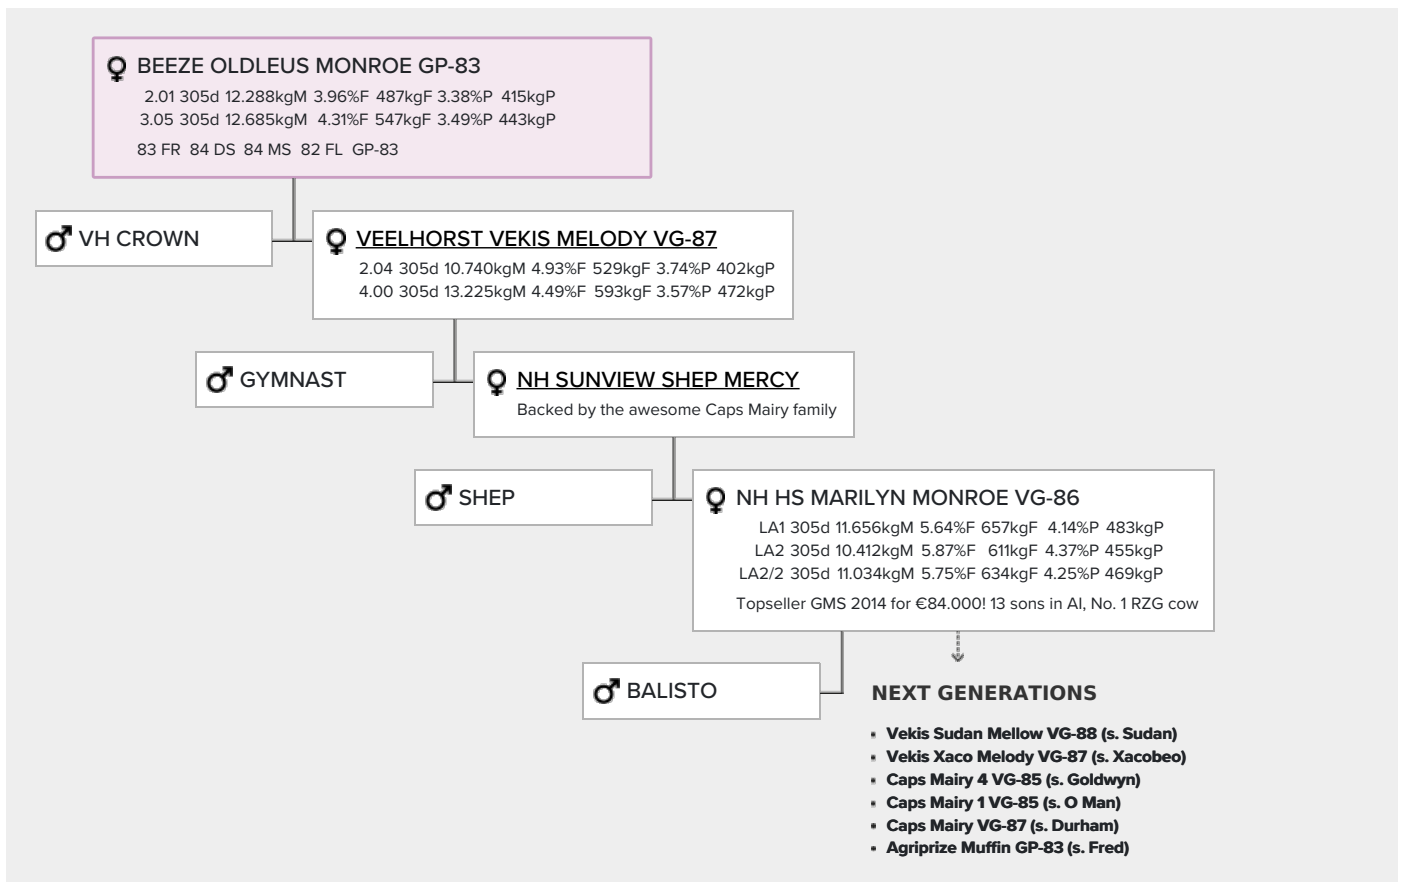 BEEZE OLDLEUS MONROE GP-83
2.01 305d 12.288kgM 3.96%F 487kgF 3.38%P 415kgP
3.05 305d 12.685kgM 4.31%F 547kgF 3.49%P 443kgP
83 FR 84 DS 84 MS 82 FL GP-83
VH CROWN
VEELHORST VEKIS MELODY VG-87
2.04 305d 10.740kgM 4.93%F 529kgF 3.74%P 402kgP
4.00 305d 13.225kgM 4.49%F 593kgF 3.57%P 472kgP
GYMNAST
NH SUNVIEW SHEP MERCY
Backed by the awesome Caps Mairy family
SHEP
NH HS MARILYN MONROE VG-86
LA1 305d 11.656kgM 5.64%F 657kgF 4.14%P 483kgP
LA2 305d 10.412kgM 5.87%F 611kgF 4.37%P 455kgP
LA2/2 305d 11.034kgM 5.75%F 634kgF 4.25%P 469kgP
Topseller GMS 2014 for €84.000! 13 sons in AI, No. 1 RZG cow
BALISTO
NEXT GENERATIONS
Vekis Sudan Mellow VG-88 (s. Sudan)
Vekis Xaco Melody VG-87 (s. Xacobeo)
Caps Mairy 4 VG-85 (s. Goldwyn)
Caps Mairy 1 VG-85 (s. O Man)
Caps Mairy VG-87 (s. Durham)
Agriprize Muffin GP-83 (s. Fred)